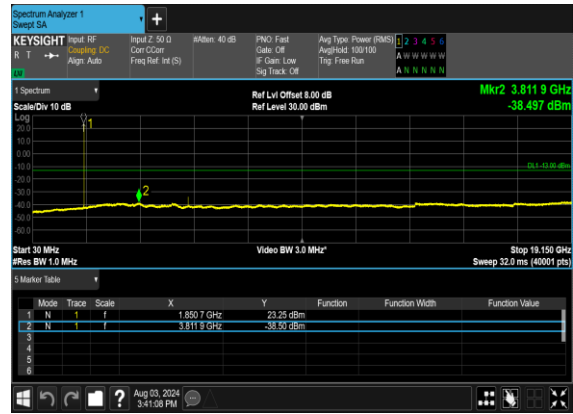 Spectrum Analyzer 1
Swept SA
+
KEYSIGHT Input: RF Input Z: 50 Ω #Atten: 40 dB PNO: Fast Avg Type: Power (RMS) 1 2 3 4 5 6
R T Coupling: DC Corr CCorr Gate: Off Avg|Hold: 100/100 A W W W W W
Align: Auto Freq Ref: Int (S) IF Gain: Low Trig: Free Run
Sig Track: Off A N N N N N
1 Spectrum Ref Lvl Offset 8.00 dB Mkr2 3.811 9 GHz
Scale/Div 10 dB Ref Level 30.00 dBm -38.497 dBm
Log
20.0
10.0
0.00
-10.0
-20.0
-30.0
-40.0
-50.0
-60.0
1
2
DL1 -13.00 dBm
Start 30 MHz Video BW 3.0 MHz* Stop 19.150 GHz
#Res BW 1.0 MHz Sweep 32.0 ms (40001 pts)
5 Marker Table
Mode Trace Scale X Y Function Function Width Function Value
1 N 1 f 1.850 7 GHz 23.25 dBm
2 N 1 f 3.811 9 GHz -38.50 dBm
3
4
5
6
? Aug 03, 2024
3:41:08 PM